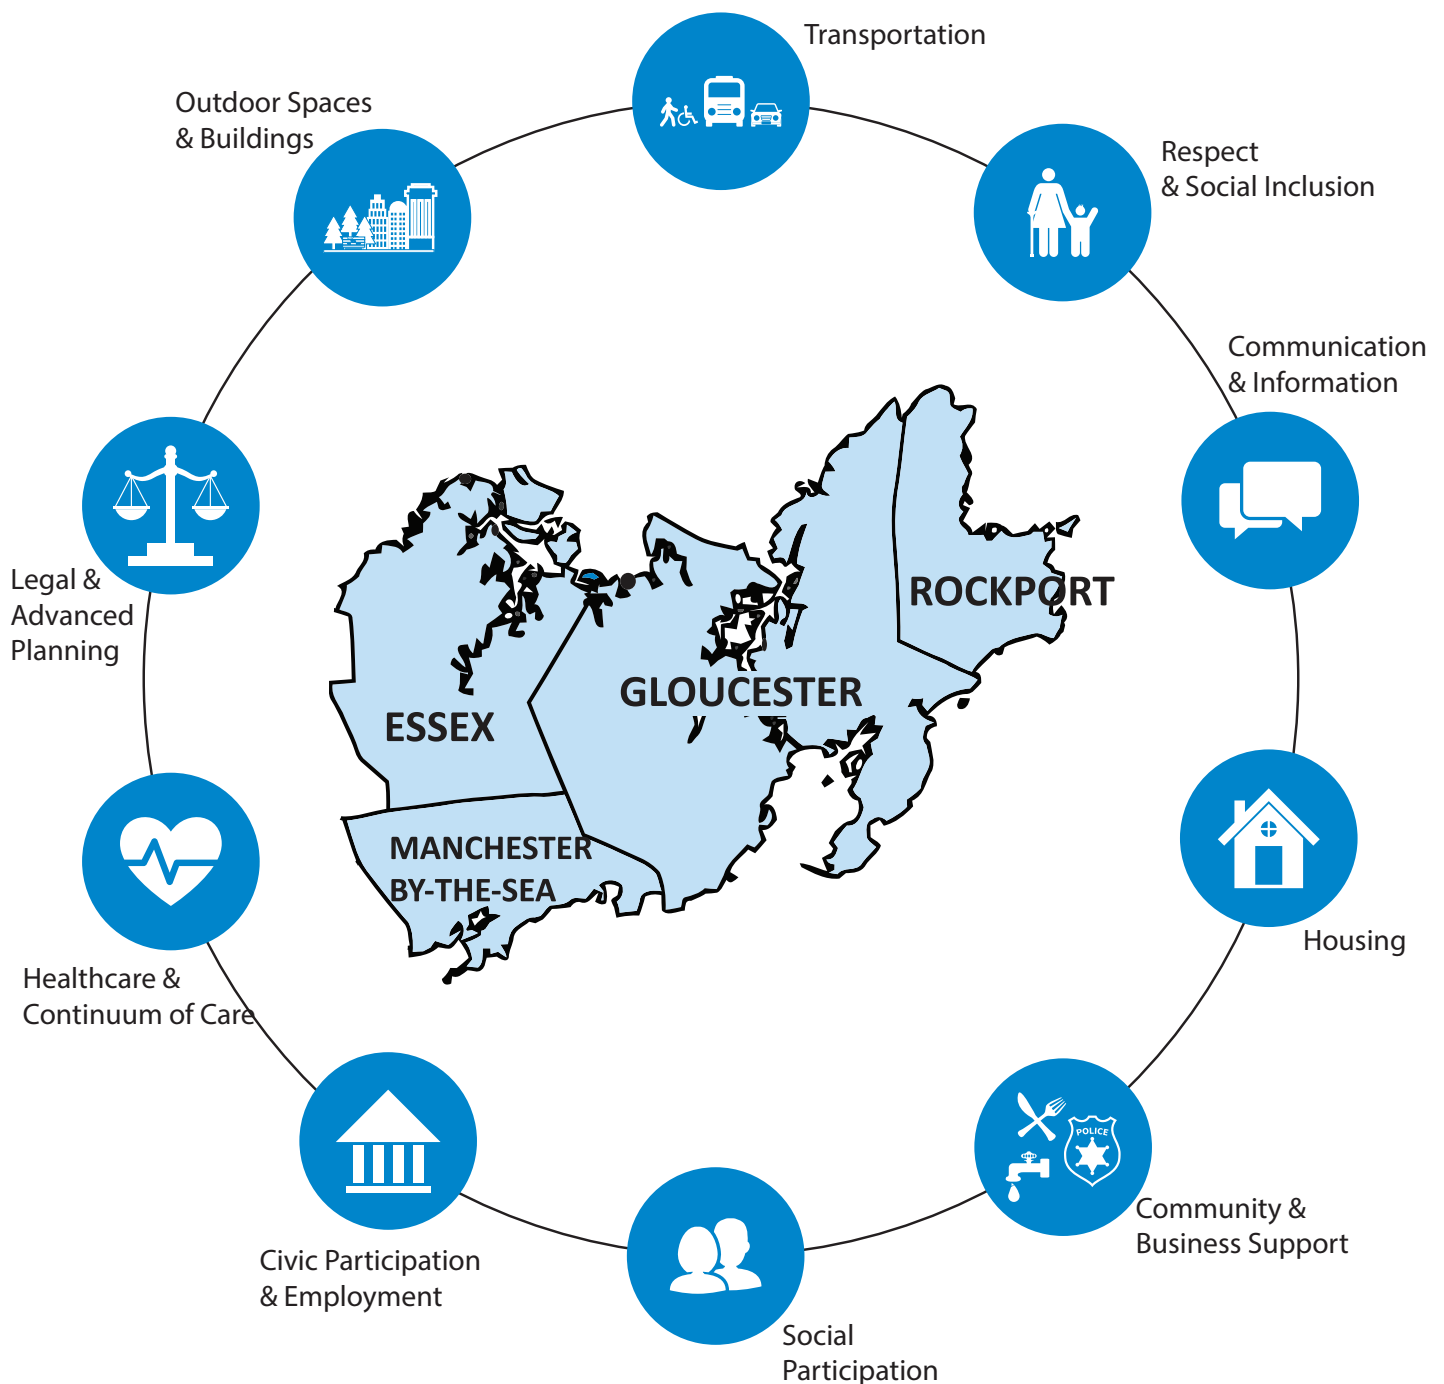 Transportation
Outdoor Spaces
& Buildings
Respect
& Social Inclusion
Communication
& Information
Legal &
Advanced
Planning
ROCKPORT
GLOUCESTER
ESSEX
MANCHESTER
BY-THE-SEA
Housing
Healthcare &
Continuum of Care
POLICE
Community &
Business Support
Civic Participation
& Employment
Social
Participation